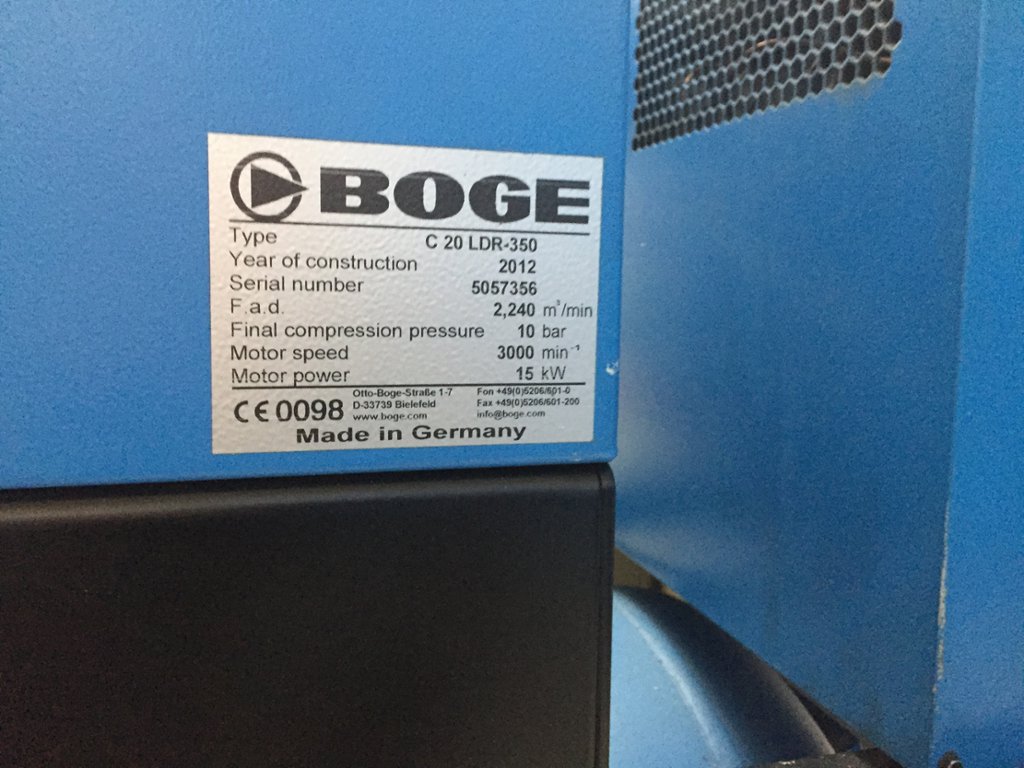 BOGE
Type C 20 LDR-350
Year of construction 2012
Serial number 5057356
F.a.d. 2,240 m³/min
Final compression pressure 10 bar
Motor speed 3000 min⁻¹
Motor power 15 kW
CE 0098
Otto-Boge-Straße 1-7
D-33739 Bielefeld
www.boge.com
Fon +49(0)5206/601-0
Fax +49(0)5206/601-200
info@boge.com
Made in Germany